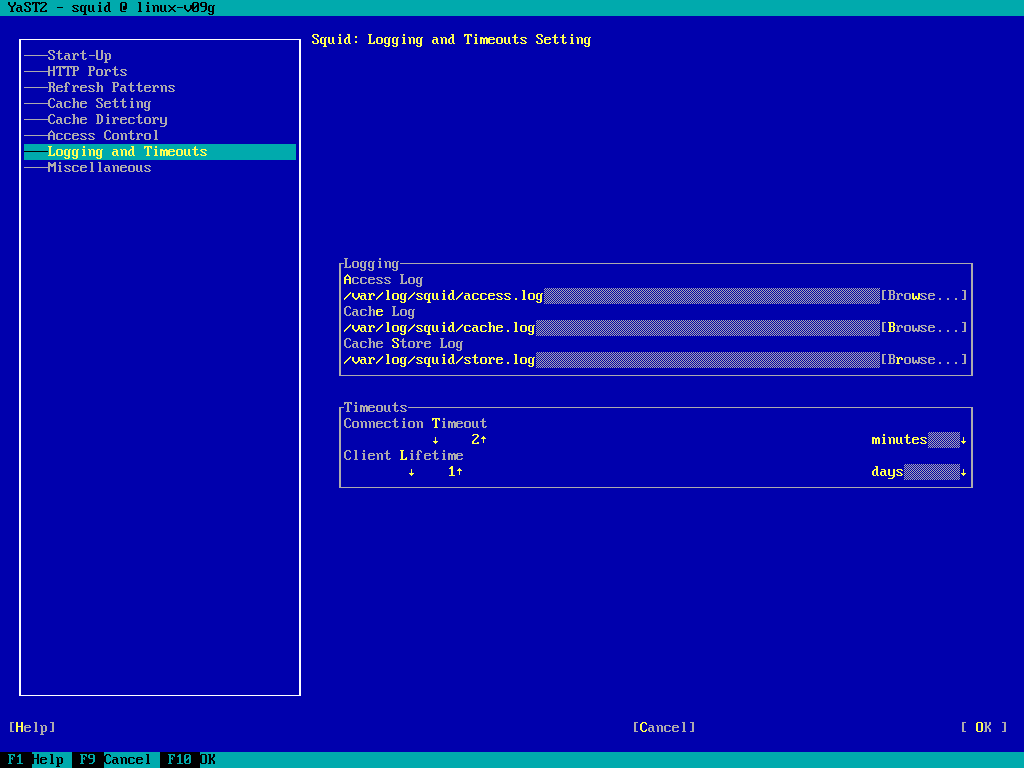 YaST2 - squid @ linux-v09g
Squid: Logging and Timeouts Setting
Start-Up
HTTP Ports
Refresh Patterns
Cache Setting
Cache Directory
Access Control
Logging and Timeouts
Miscellaneous
Logging
Access Log
/var/log/squid/access.log [Browse...]
Cache Log
/var/log/squid/cache.log [Browse...]
Cache Store Log
/var/log/squid/store.log [Browse...]
Timeouts
Connection Timeout
↓ 2↑ minutes ↓
Client Lifetime
↓ 1↑ days ↓
[Help] [Cancel] [ OK ]
F1 Help F9 Cancel F10 OK